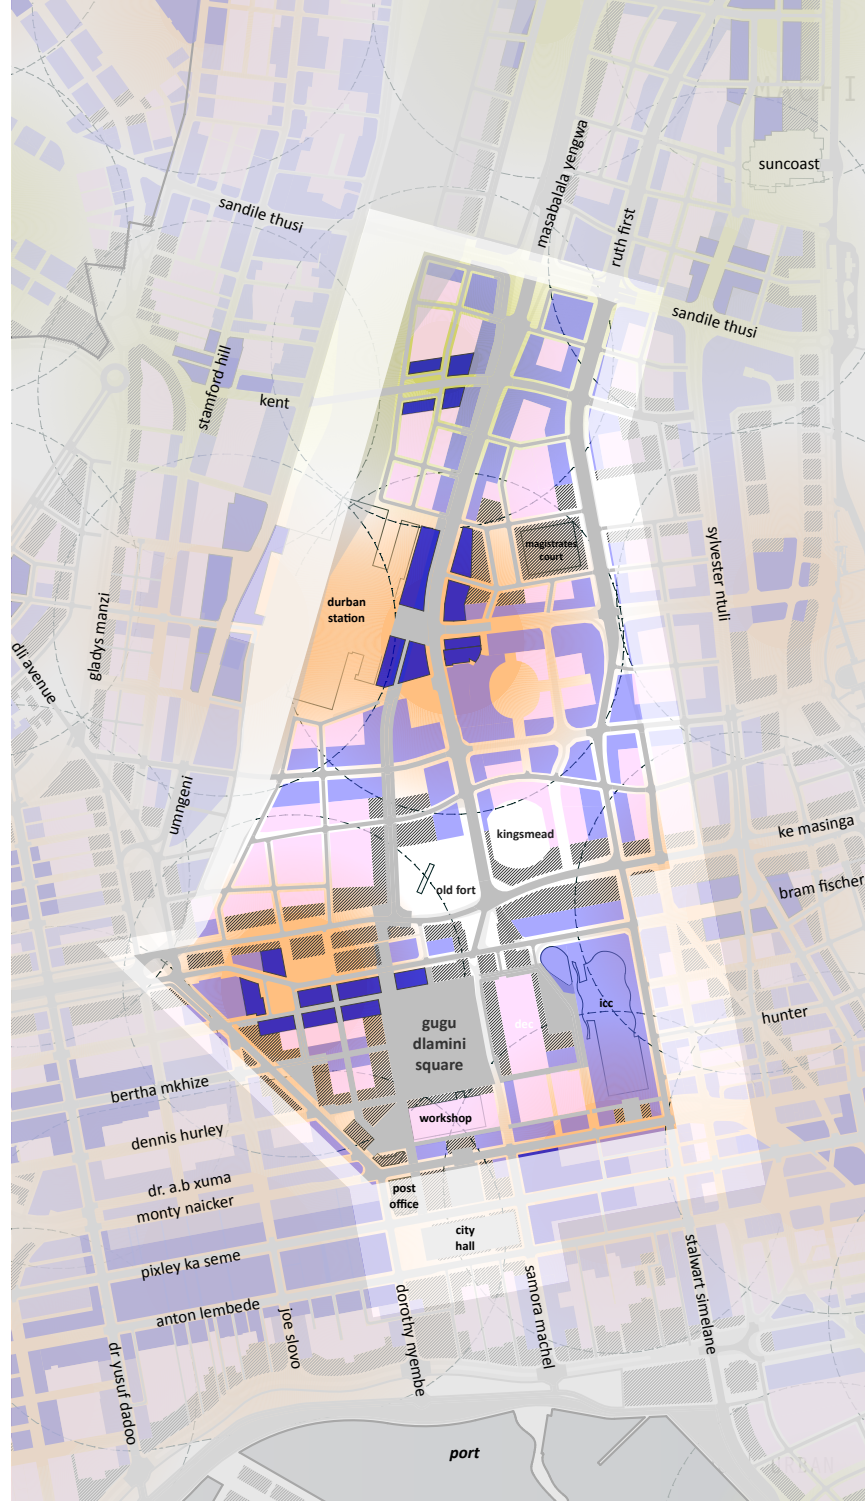 MACHI
suncoast
masabalala yengwa
sandile thusi
ruth first
sandile thusi
stamford hill
kent
magistrates
court
sylvester ntuli
durban
station
gladys manzi
dli avenue
umngeni
kingsmead
ke masinga
old fort
bram fischer
icc
hunter
dec
gugu
dlamini
square
bertha mkhize
workshop
dennis hurley
dr. a.b xuma
monty naicker
post
office
city
hall
pixley ka seme
anton lembede
joe slovo
dr yusuf dadoo
dorothy nyembe
samora machel
stalwart simelane
port
URBAN